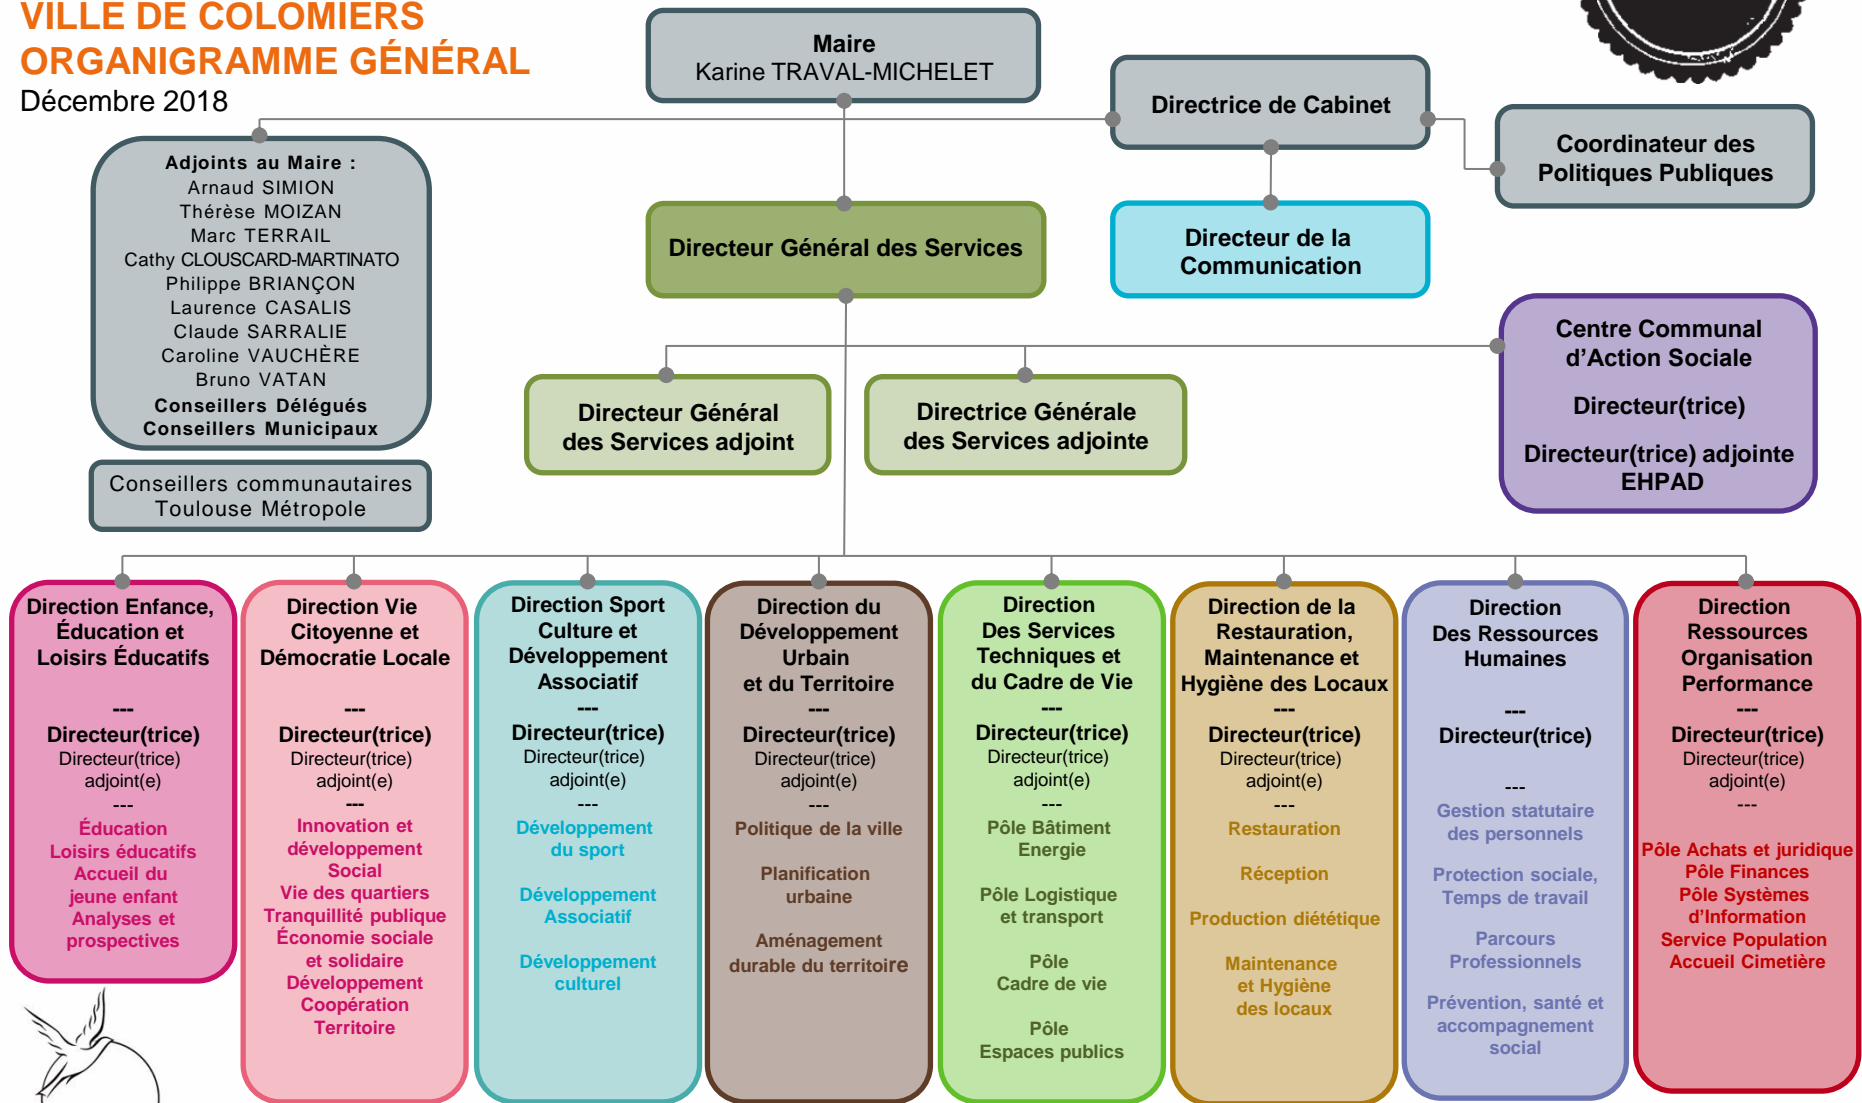 VILLE DE COLOMIERS
ORGANIGRAMME GÉNÉRAL
Décembre 2018
Maire
Karine TRAVAL-MICHELET
Directrice de Cabinet
Coordinateur des
Politiques Publiques
Adjoints au Maire :
Arnaud SIMION
Thérèse MOIZAN
Marc TERRAIL
Cathy CLOUSCARD-MARTINATO
Philippe BRIANÇON
Laurence CASALIS
Claude SARRALIE
Caroline VAUCHÈRE
Bruno VATAN
Conseillers Délégués
Conseillers Municipaux
Conseillers communautaires
Toulouse Métropole
Directeur Général des Services
Directeur de la
Communication
Directeur Général
des Services adjoint
Directrice Générale
des Services adjointe
Centre Communal
d’Action Sociale
Directeur(trice)
Directeur(trice) adjointe
EHPAD
Direction Enfance,
Éducation et
Loisirs Éducatifs
---
Directeur(trice)
Directeur(trice)
adjoint(e)
---
Éducation
Loisirs éducatifs
Accueil du
jeune enfant
Analyses et
prospectives
Direction Vie
Citoyenne et
Démocratie Locale
---
Directeur(trice)
Directeur(trice)
adjoint(e)
---
Innovation et
développement
Social
Vie des quartiers
Tranquillité publique
Économie sociale
et solidaire
Développement
Coopération
Territoire
Direction Sport
Culture et
Développement
Associatif
---
Directeur(trice)
Directeur(trice)
adjoint(e)
---
Développement
du sport
Développement
Associatif
Développement
culturel
Direction du
Développement
Urbain
et du Territoire
---
Directeur(trice)
Directeur(trice)
adjoint(e)
---
Politique de la ville
Planification
urbaine
Aménagement
durable du territoire
Direction
Des Services
Techniques et
du Cadre de Vie
---
Directeur(trice)
Directeur(trice)
adjoint(e)
---
Pôle Bâtiment
Energie
Pôle Logistique
et transport
Pôle
Cadre de vie
Pôle
Espaces publics
Direction de la
Restauration,
Maintenance et
Hygiène des Locaux
---
Directeur(trice)
Directeur(trice)
adjoint(e)
---
Restauration
Réception
Production diététique
Maintenance
et Hygiène
des locaux
Direction
Des Ressources
Humaines
---
Directeur(trice)
---
Gestion statutaire
des personnels
Protection sociale,
Temps de travail
Parcours
Professionnels
Prévention, santé et
accompagnement
social
Direction
Ressources
Organisation
Performance
---
Directeur(trice)
Directeur(trice)
adjoint(e)
---
Pôle Achats et juridique
Pôle Finances
Pôle Systèmes
d’Information
Service Population
Accueil Cimetière